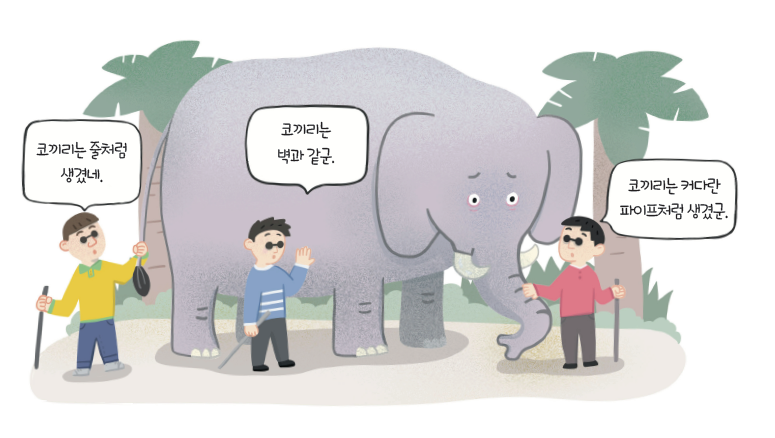 코끼리는 줄처럼
생겼네.
코끼리는
벽과 같군.
코끼리는 커다란
파이프처럼 생겼군.